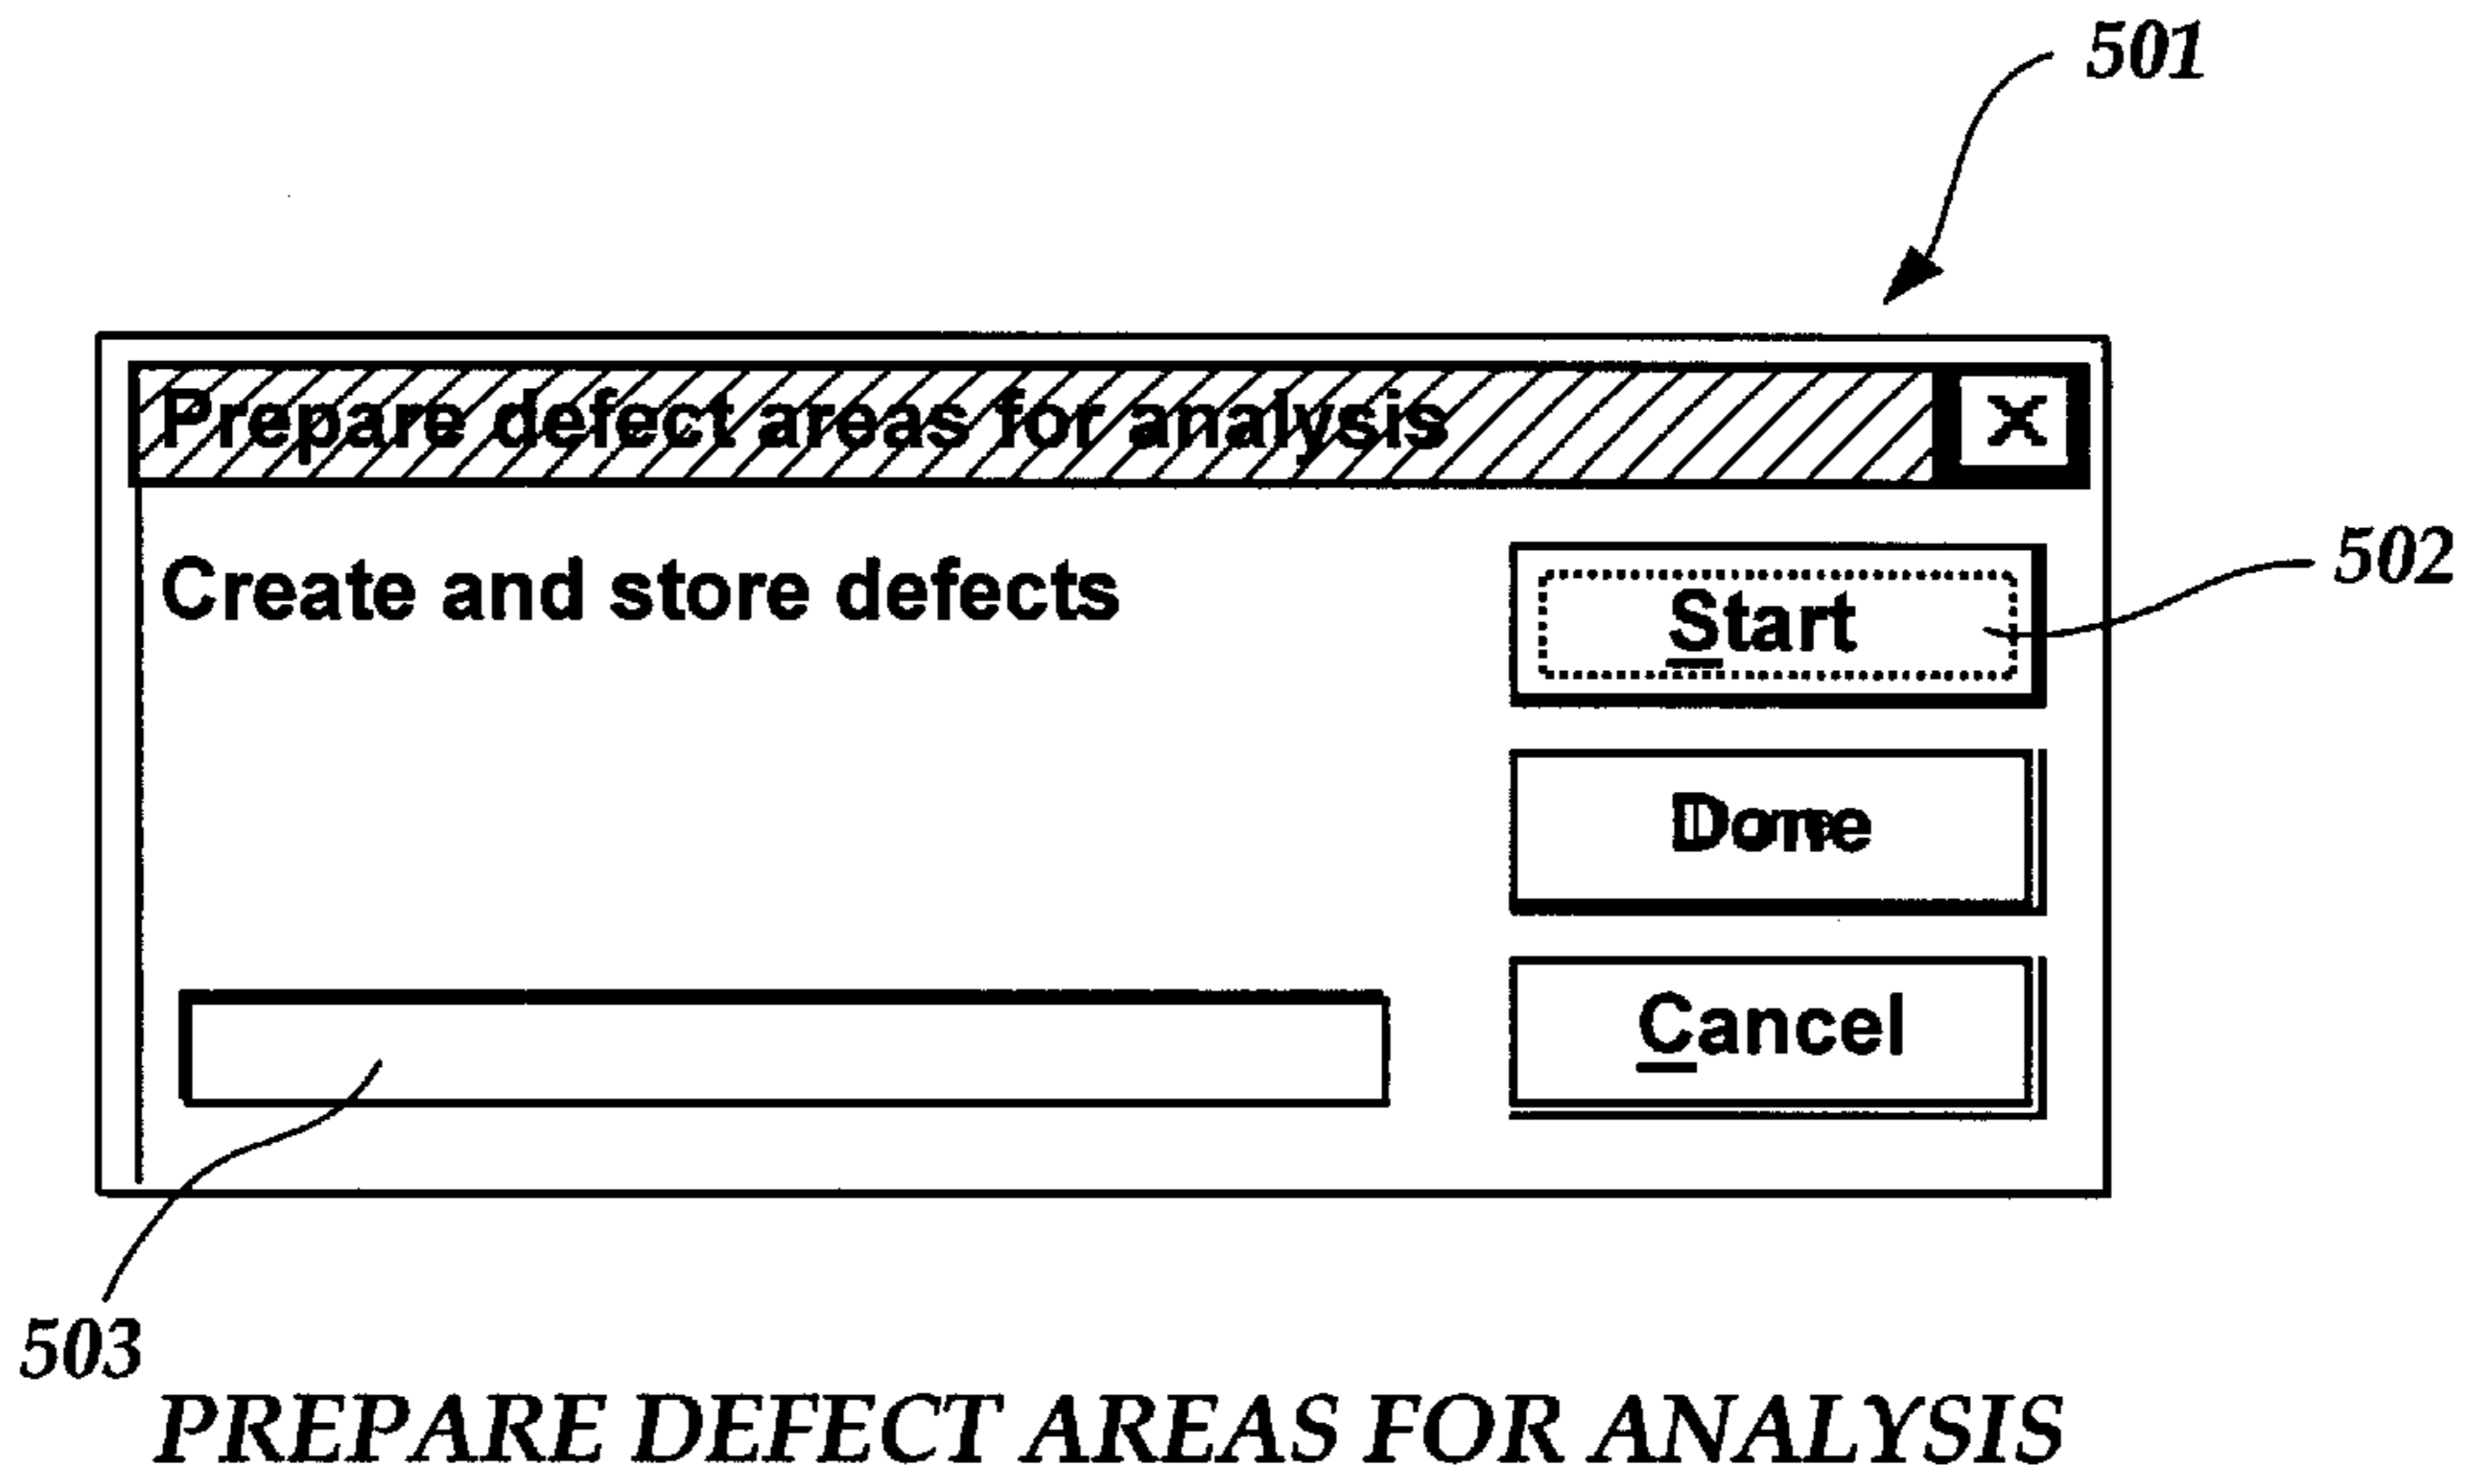 501
Prepare defect areas for analysis X
Create and store defects
Start
502
Done
Cancel
503
PREPARE DEFECT AREAS FOR ANALYSIS